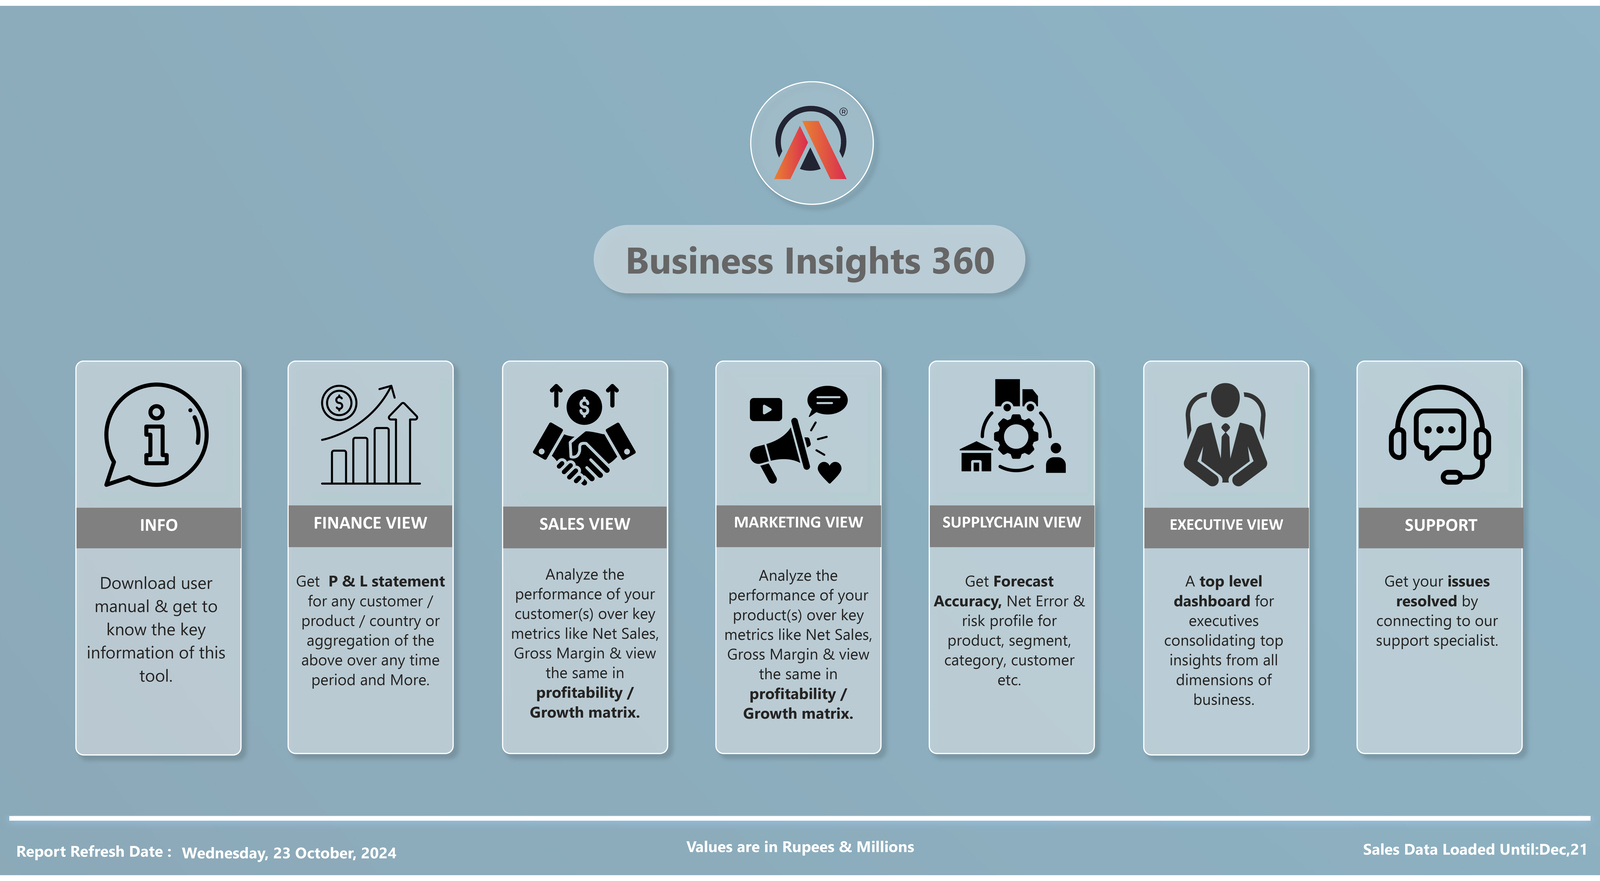 ®
Business Insights 360
INFO
Download user
manual & get to
know the key
information of this
tool.
FINANCE VIEW
Get P & L statement
for any customer /
product / country or
aggregation of the
above over any time
period and More.
SALES VIEW
Analyze the
performance of your
customer(s) over key
metrics like Net Sales,
Gross Margin & view
the same in
profitability /
Growth matrix.
MARKETING VIEW
Analyze the
performance of your
product(s) over key
metrics like Net Sales,
Gross Margin & view
the same in
profitability /
Growth matrix.
SUPPLYCHAIN VIEW
Get Forecast
Accuracy, Net Error &
risk profile for
product, segment,
category, customer
etc.
EXECUTIVE VIEW
A top level
dashboard for
executives
consolidating top
insights from all
dimensions of
business.
SUPPORT
Get your issues
resolved by
connecting to our
support specialist.
Report Refresh Date : Wednesday, 23 October, 2024
Values are in Rupees & Millions
Sales Data Loaded Until:Dec,21